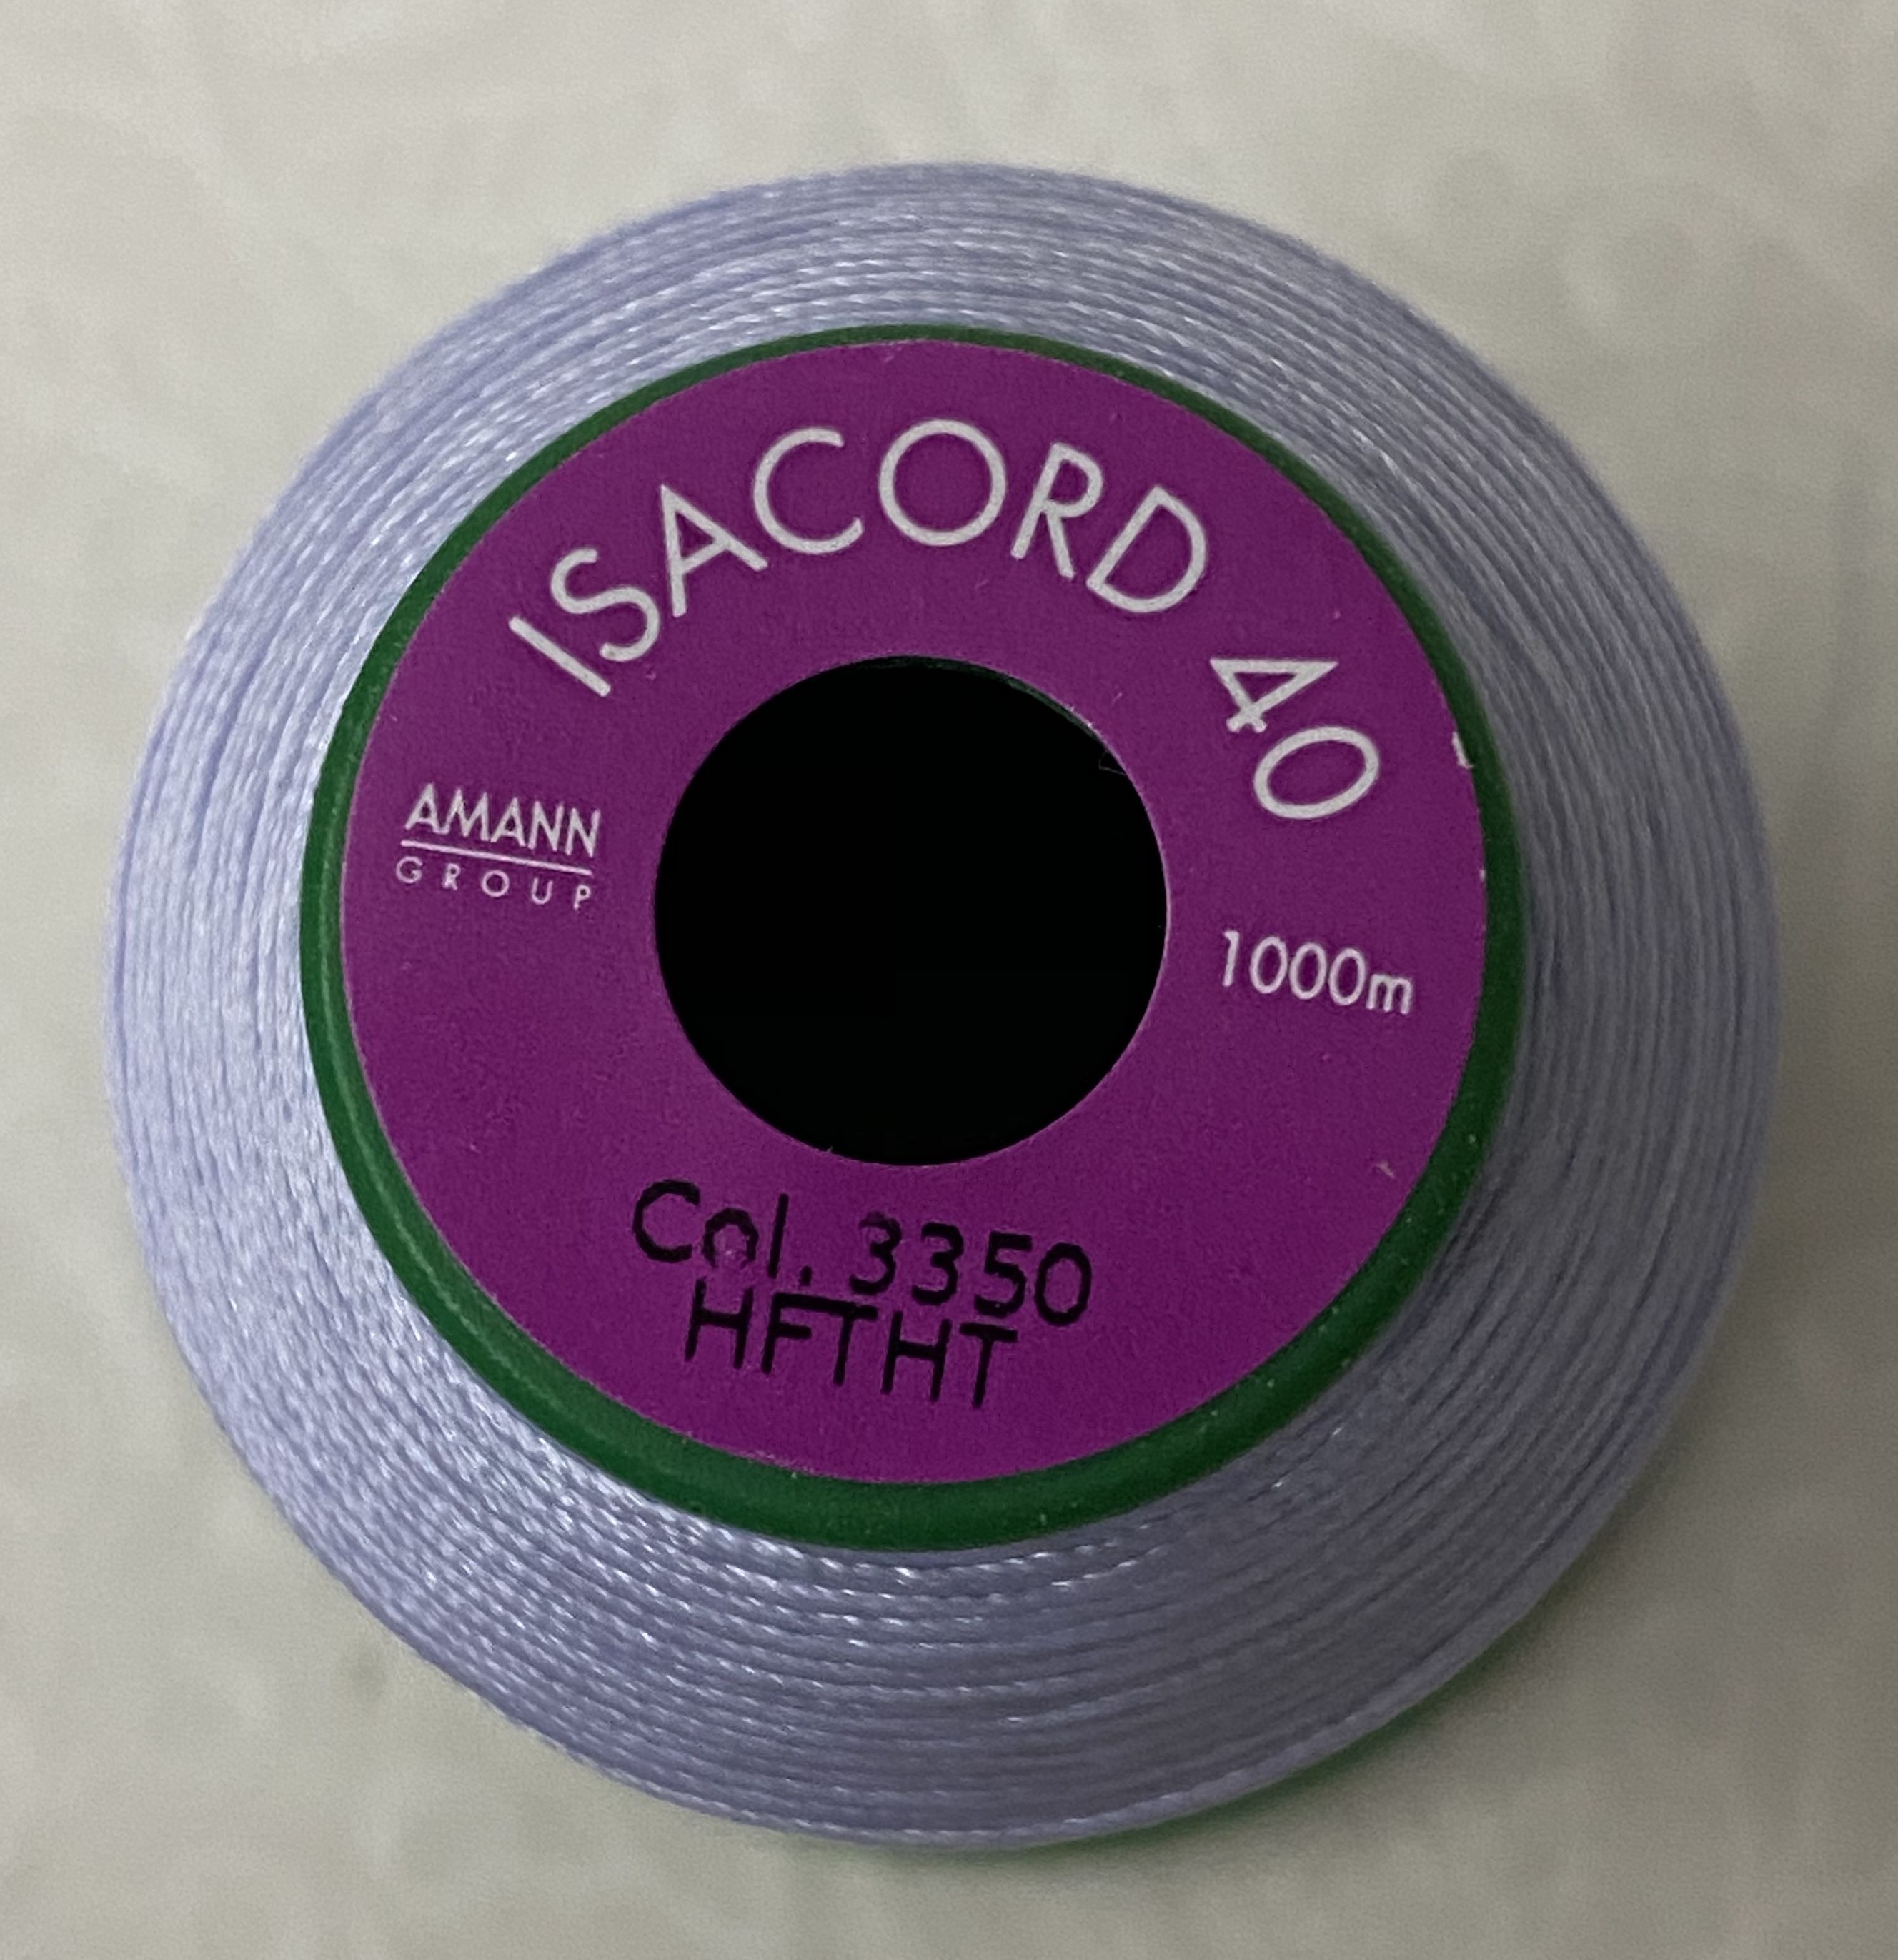 ISACORD 40
AMANN
GROUP
1000m
Col. 3350
HFTHT